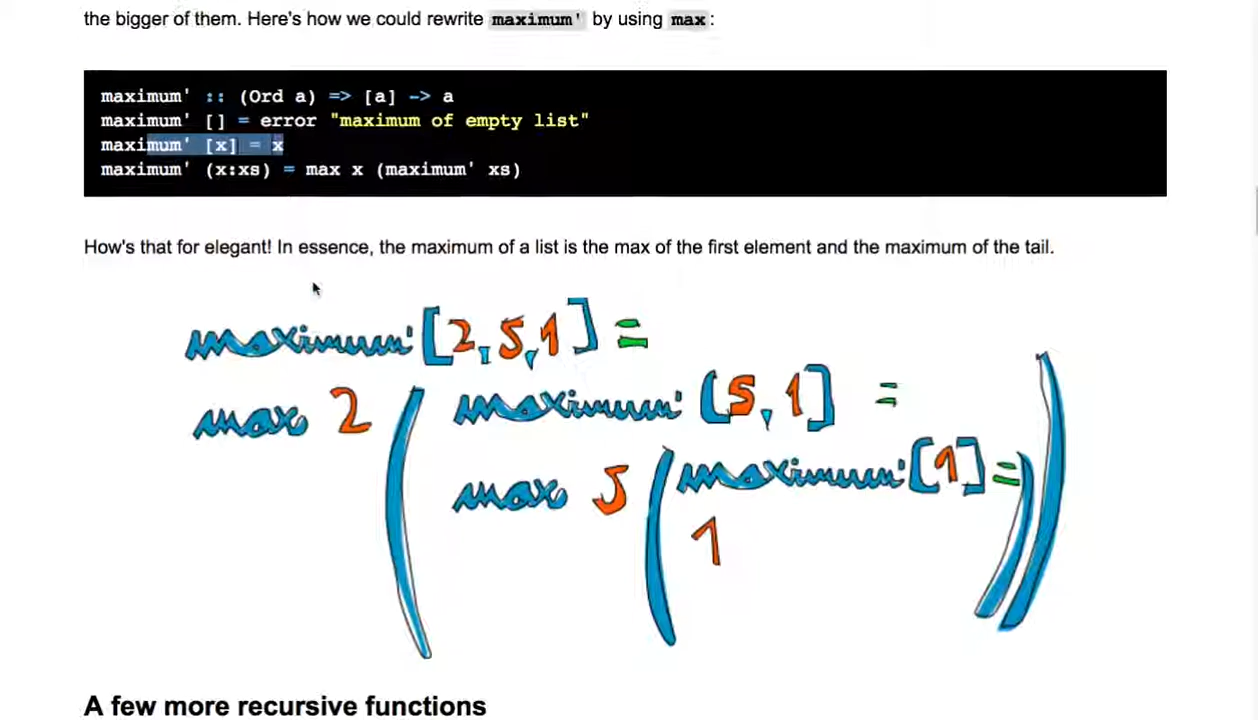 the bigger of them. Here's how we could rewrite maximum' by using max:
maximum' :: (Ord a) => [a] -> a
maximum' [] = error "maximum of empty list"
maximum' [x] = x
maximum' (x:xs) = max x (maximum' xs)
How's that for elegant! In essence, the maximum of a list is the max of the first element and the maximum of the tail.
maximum' [2,5,1] =
max 2 ( maximum' [5,1] =
max 5 ( maximum' [1] =
1 ))
A few more recursive functions